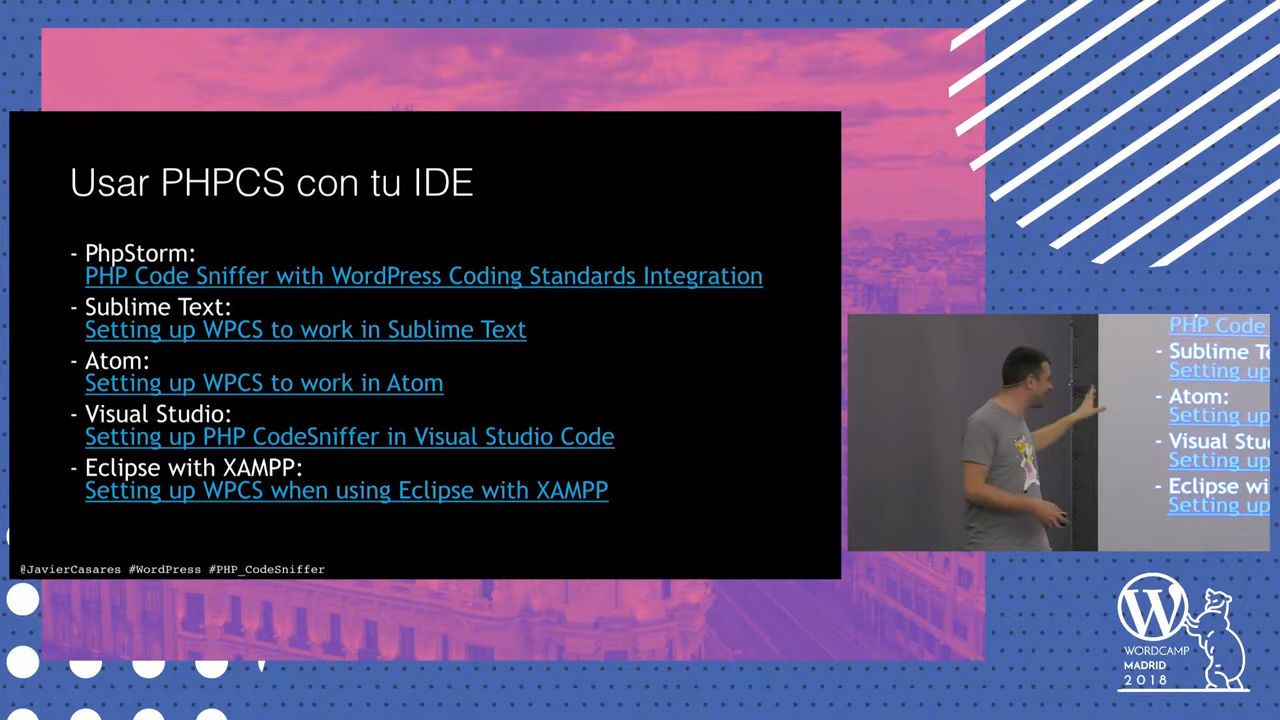 Usar PHPCS con tu IDE
- PhpStorm:
PHP Code Sniffer with WordPress Coding Standards Integration
- Sublime Text:
Setting up WPCS to work in Sublime Text
- Atom:
Setting up WPCS to work in Atom
- Visual Studio:
Setting up PHP CodeSniffer in Visual Studio Code
- Eclipse with XAMPP:
Setting up WPCS when using Eclipse with XAMPP
@JavierCasares #WordPress #PHP_CodeSniffer
PHP Code
- Sublime Te
Setting up
- Atom:
Setting up
- Visual Stu
Setting up
- Eclipse wi
Setting up
W
WORDCAMP
MADRID
2018